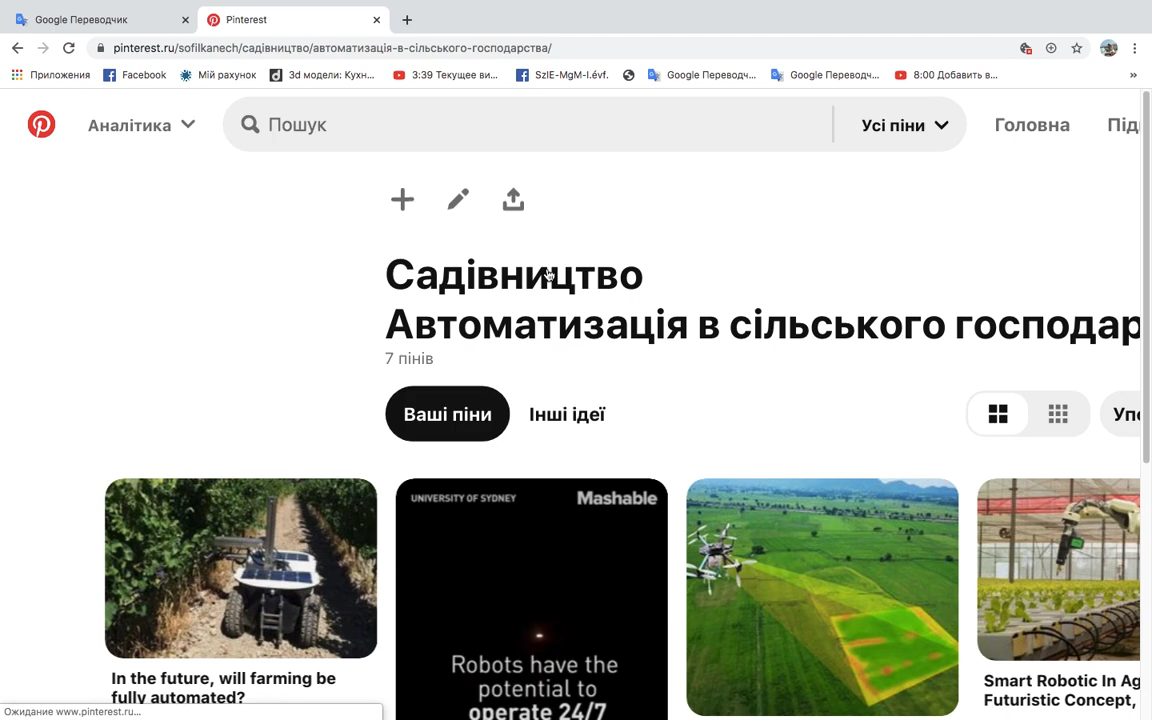 Google Переводчик
Pinterest
pinterest.ru/sofilkanech/садівництво/автоматизація-в-сільського-господарства/
Приложения
Facebook
Мій рахунок
3d модели: Кухн...
3:39 Текущее ви...
SzIE-MgM-I.évf.
Google Переводч...
Google Переводч...
8:00 Добавить в...
Аналітика
Пошук
Усі піни
Головна
Садівництво
Автоматизація в сільського господар
7 пінів
Ваші піни
Інші ідеї
UNIVERSITY OF SYDNEY
Mashable
Robots have the
potential to
operate 24/7
In the future, will farming be
fully automated?
Smart Robotic In Ag
Futuristic Concept,
Ожидание www.pinterest.ru...